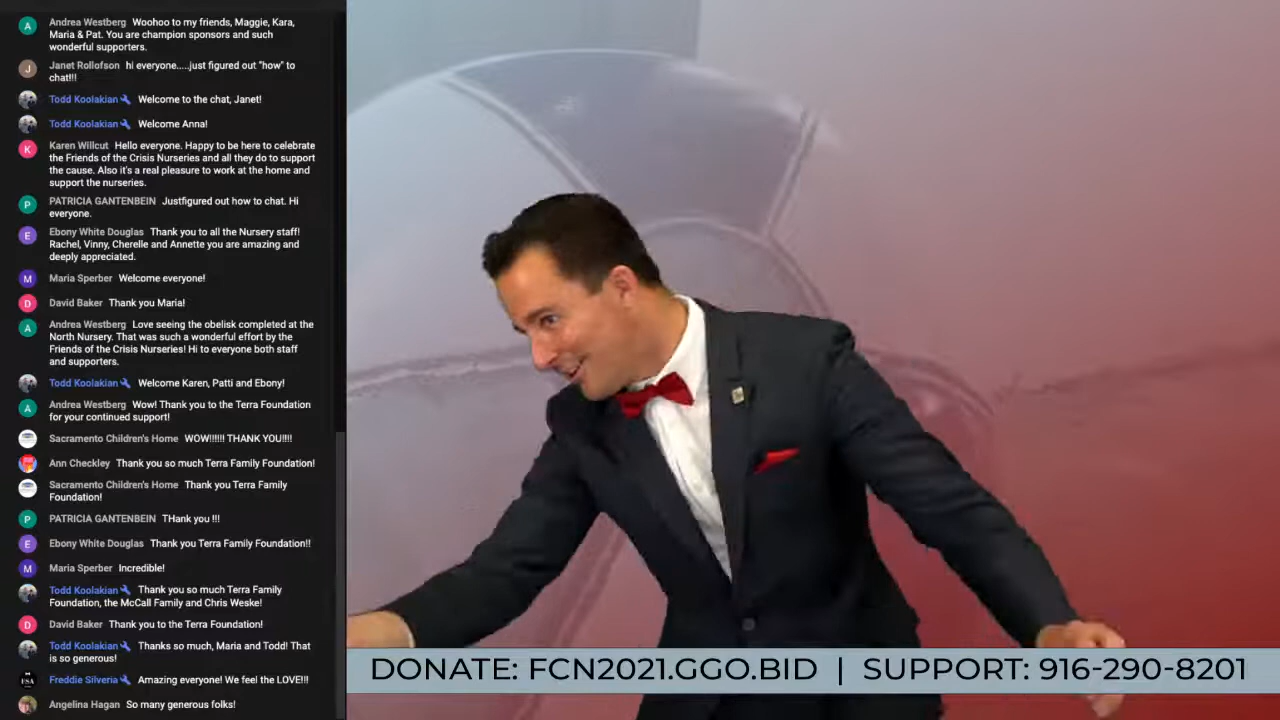 A
Andrea Westberg Woohoo to my friends, Maggie, Kara,
Maria & Pat. You are champion sponsors and such
wonderful supporters.
J
Janet Rollofson hi everyone.....just figured out "how" to
chat!!!
Todd Koolakian Welcome to the chat, Janet!
Todd Koolakian Welcome Anna!
K
Karen Willcut Hello everyone. Happy to be here to celebrate
the Friends of the Crisis Nurseries and all they do to support
the cause. Also it's a real pleasure to work at the home and
support the nurseries.
P
PATRICIA GANTENBEIN Justfigured out how to chat. Hi
everyone.
E
Ebony White Douglas Thank you to all the Nursery staff!
Rachel, Vinny, Cherelle and Annette you are amazing and
deeply appreciated.
M
Maria Sperber Welcome everyone!
D
David Baker Thank you Maria!
A
Andrea Westberg Love seeing the obelisk completed at the
North Nursery. That was such a wonderful effort by the
Friends of the Crisis Nurseries! Hi to everyone both staff
and supporters.
Todd Koolakian Welcome Karen, Patti and Ebony!
A
Andrea Westberg Wow! Thank you to the Terra Foundation
for your continued support!
Sacramento Children's Home WOW!!!!!! THANK YOU!!!!
Ann Checkley Thank you so much Terra Family Foundation!
Sacramento Children's Home Thank you Terra Family
Foundation!
P
PATRICIA GANTENBEIN THank you !!!
E
Ebony White Douglas Thank you Terra Family Foundation!!
M
Maria Sperber Incredible!
Todd Koolakian Thank you so much Terra Family
Foundation, the McCall Family and Chris Weske!
D
David Baker Thank you to the Terra Foundation!
Todd Koolakian Thanks so much, Maria and Todd! That
is so generous!
FSA
Freddie Silveria Amazing everyone! We feel the LOVE!!!
Angelina Hagan So many generous folks!
DONATE: FCN2021.GGO.BID | SUPPORT: 916-290-8201